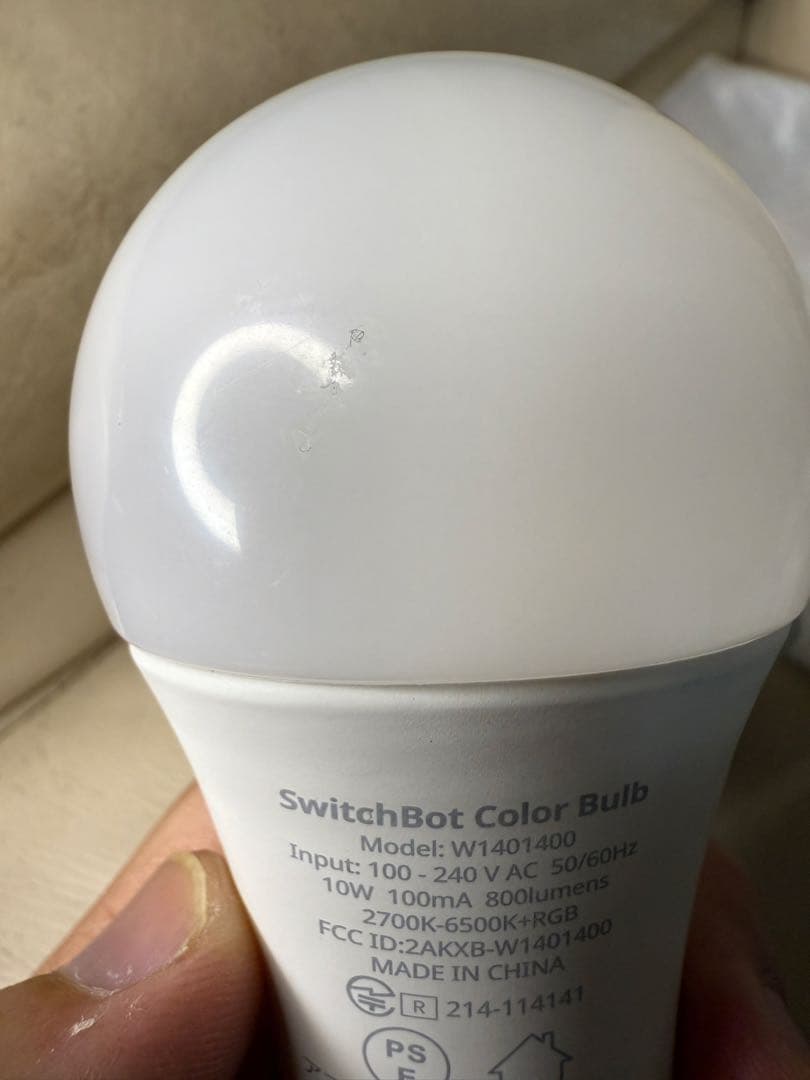 SwitchBot Color Bulb
Model: W1401400
Input: 100 - 240 V AC 50/60Hz
10W 100mA 800lumens
2700K-6500K+RGB
FCC ID:2AKXB-W1401400
MADE IN CHINA
R 214-114141
PS
E